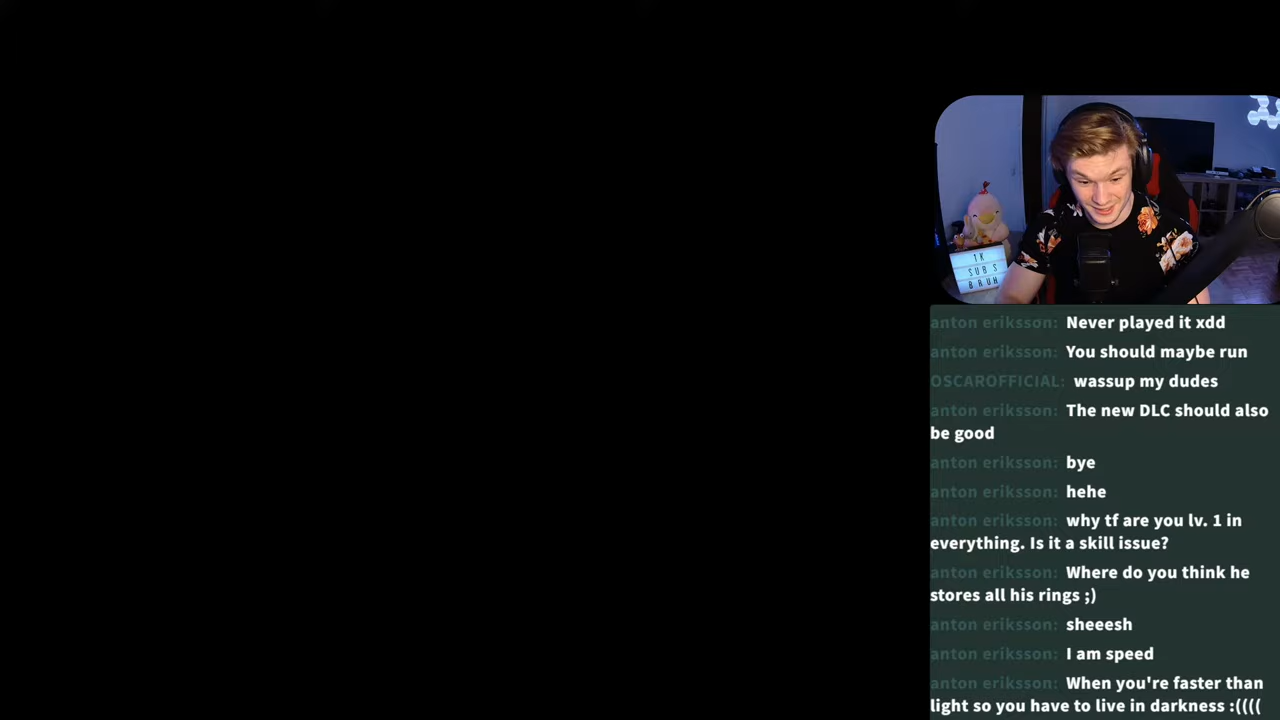 1K
SUBS
BRUH
anton eriksson: Never played it xdd
anton eriksson: You should maybe run
OSCAROFFICIAL: wassup my dudes
anton eriksson: The new DLC should also
be good
anton eriksson: bye
anton eriksson: hehe
anton eriksson: why tf are you lv. 1 in
everything. Is it a skill issue?
anton eriksson: Where do you think he
stores all his rings ;)
anton eriksson: sheeesh
anton eriksson: I am speed
anton eriksson: When you're faster than
light so you have to live in darkness :((((